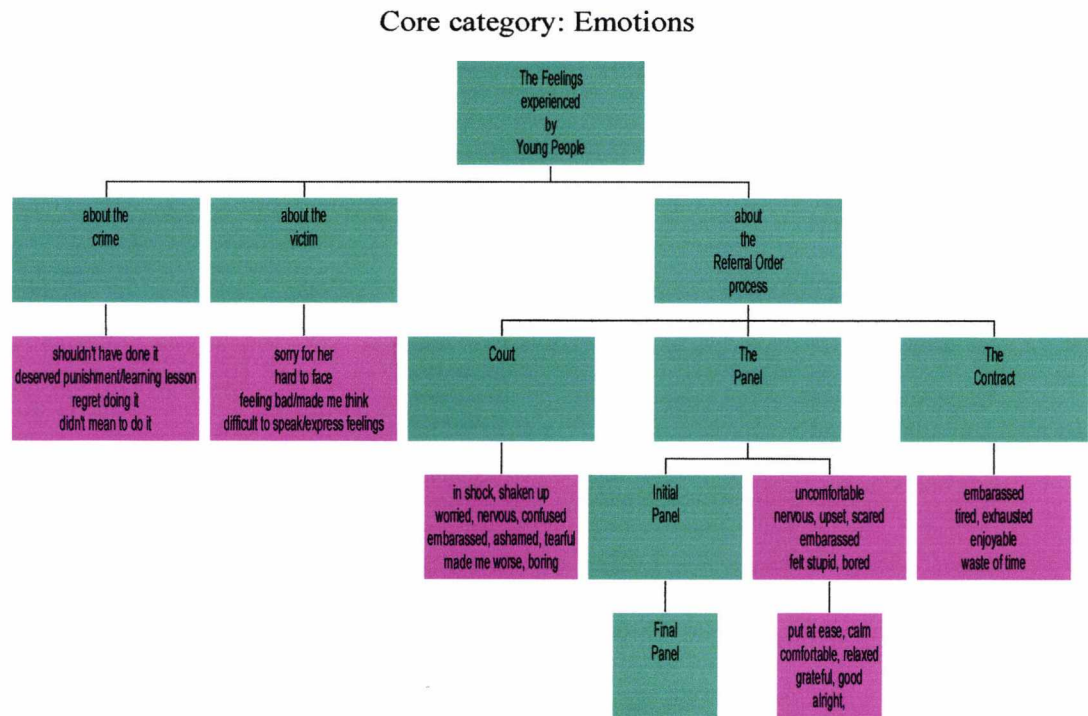 Core category: Emotions
The Feelings
experienced
by
Young People
about the
crime
about the
victim
about
the
Referral Order
process
shouldn't have done it
deserved punishment/learning lesson
regret doing it
didn't mean to do it
sorry for her
hard to face
feeling bad/made me think
difficult to speak/express feelings
Court
The
Panel
The
Contract
in shock, shaken up
worried, nervous, confused
embarassed, ashamed, tearful
made me worse, boring
Initial
Panel
uncomfortable
nervous, upset, scared
embarassed
felt stupid, bored
embarassed
tired, exhausted
enjoyable
waste of time
Final
Panel
put at ease, calm
comfortable, relaxed
grateful, good
alright,